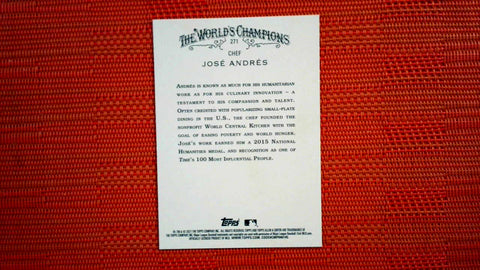 THE WORLD'S CHAMPIONS
271
CHEF
JOSÉ ANDRÉS
ANDRÉS IS KNOWN AS MUCH FOR HIS HUMANITARIAN
WORK AS FOR HIS CULINARY INNOVATION – A
TESTAMENT TO HIS COMPASSION AND TALENT.
OFTEN CREDITED WITH POPULARIZING SMALL-PLATE
DINING IN THE U.S., THE CHEF FOUNDED THE
NONPROFIT WORLD CENTRAL KITCHEN WITH THE
GOAL OF EASING POVERTY AND WORLD HUNGER.
JOSÉ'S WORK EARNED HIM A 2015 NATIONAL
HUMANITIES MEDAL, AND RECOGNITION AS ONE OF
TIME'S 100 MOST INFLUENTIAL PEOPLE.
Topps